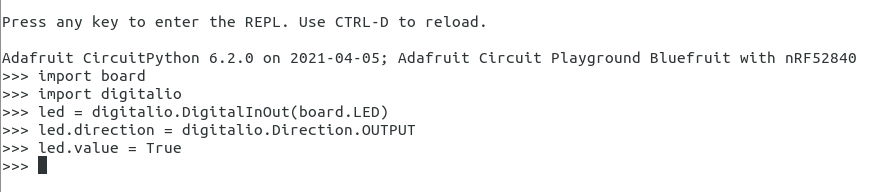 Press any key to enter the REPL. Use CTRL-D to reload.
Adafruit CircuitPython 6.2.0 on 2021-04-05; Adafruit Circuit Playground Bluefruit with nRF52840
>>> import board
>>> import digitalio
>>> led = digitalio.DigitalInOut(board.LED)
>>> led.direction = digitalio.Direction.OUTPUT
>>> led.value = True
>>>